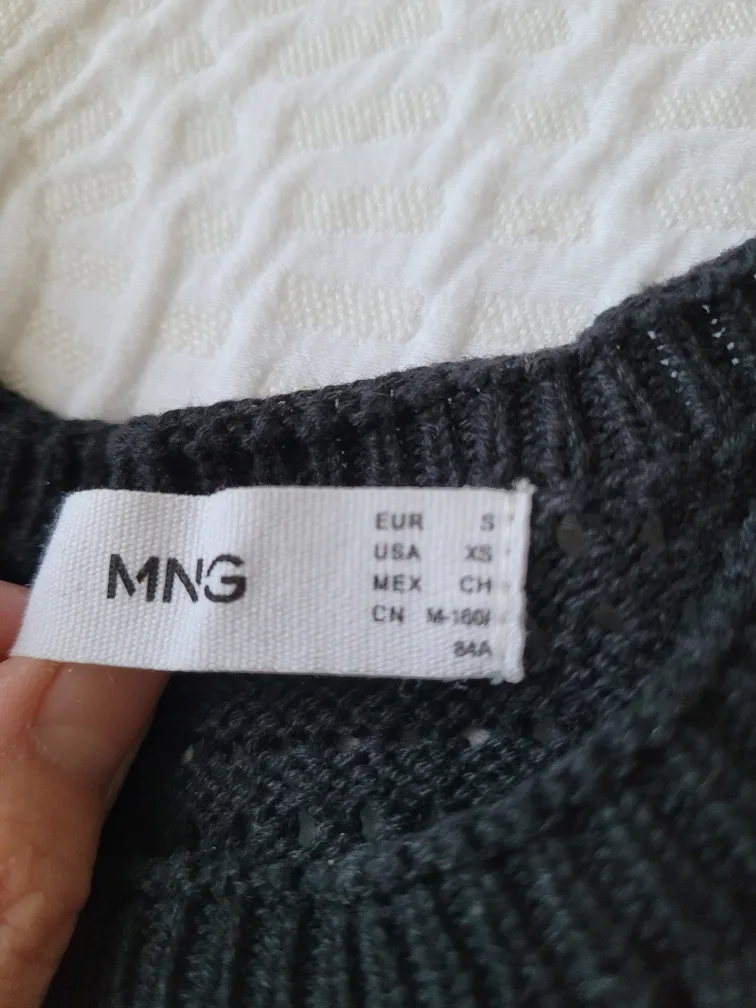 MNG
EUR S
USA XS
MEX CH
CN M-160/
84A